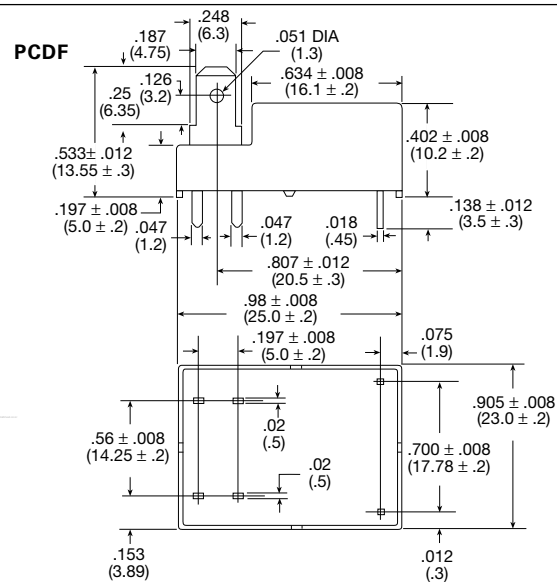 PCDF
.248
(6.3)
.187
(4.75)
.051 DIA
(1.3)
.126
(3.2)
.634 ± .008
(16.1 ± .2)
.25
(6.35)
.533± .012
(13.55 ± .3)
.402 ± .008
(10.2 ± .2)
.197 ± .008
(5.0 ± .2)
.047
(1.2)
.047
(1.2)
.018
(.45)
.138 ± .012
(3.5 ± .3)
.807 ± .012
(20.5 ± .3)
.98 ± .008
(25.0 ± .2)
.197 ± .008
(5.0 ± .2)
.075
(1.9)
.905 ± .008
(23.0 ± .2)
.56 ± .008
(14.25 ± .2)
.02
(.5)
.700 ± .008
(17.78 ± .2)
.02
(.5)
.153
(3.89)
.012
(.3)